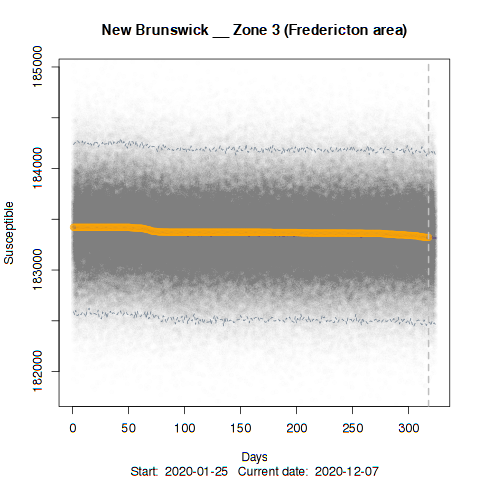 New Brunswick __ Zone 3 (Fredericton area)
185000
184000
183000
182000
Susceptible
0 50 100 150 200 250 300
Days
Start: 2020-01-25 Current date: 2020-12-07